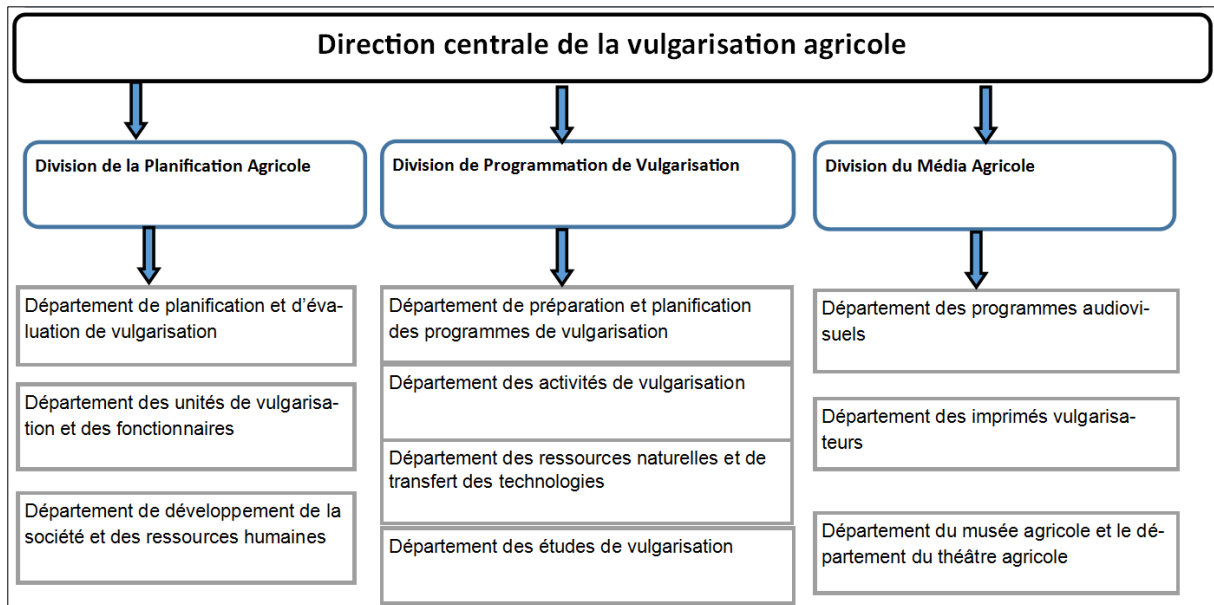 Direction centrale de la vulgarisation agricole
Division de la Planification Agricole
Département de planification et d'éva-
luation de vulgarisation
Département des unités de vulgarisa-
tion et des fonctionnaires
Département de développement de la
société et des ressources humaines
Division de Programmation de Vulgarisation
Département de préparation et planification
des programmes de vulgarisation
Département des activités de vulgarisation
Département des ressources naturelles et de
transfert des technologies
Département des études de vulgarisation
Division du Média Agricole
Département des programmes audiovi-
suels
Département des imprimés vulgarisa-
teurs
Département du musée agricole et le dé-
partement du théâtre agricole